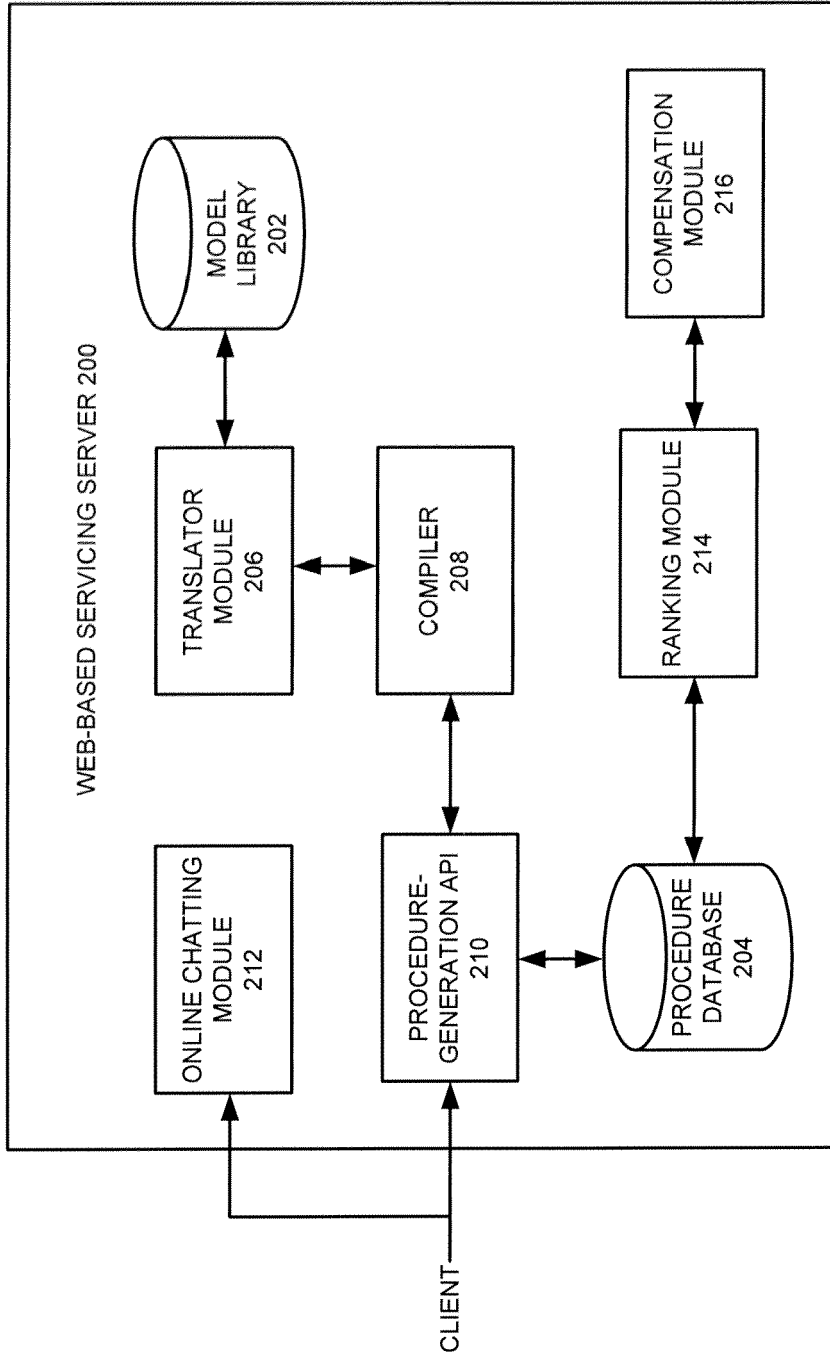 WEB-BASED SERVICING SERVER 200
ONLINE CHATTING
MODULE
212
TRANSLATOR
MODULE
206
MODEL
LIBRARY
202
CLIENT
PROCEDURE-
GENERATION API
210
COMPILER
208
PROCEDURE
DATABASE
204
RANKING MODULE
214
COMPENSATION
MODULE
216